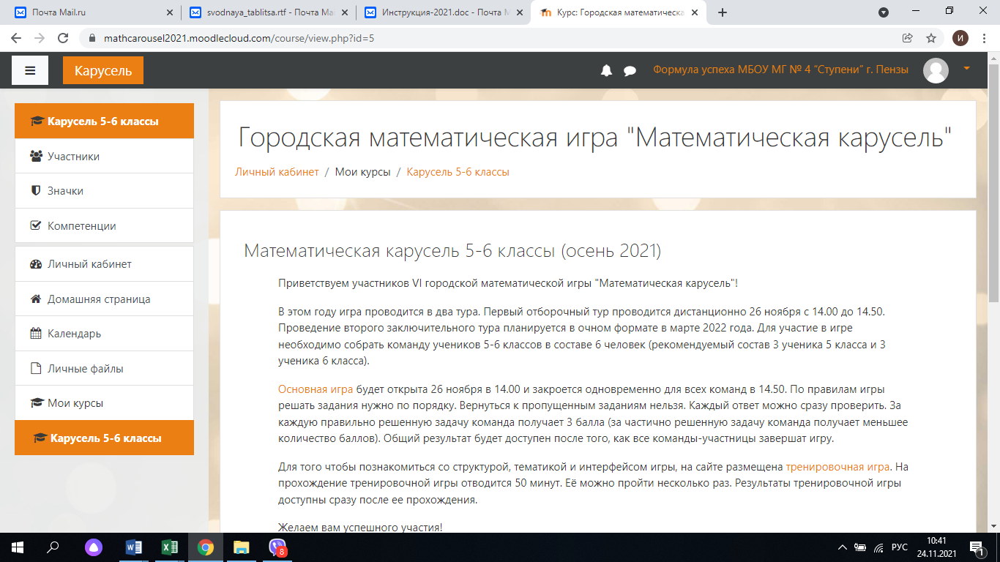 Почта Mail.ru
svodnaya_tablitsa.rtf - Почта Mai
Инструкция-2021.doc - Почта М
Курс: Городская математическа
mathcarousel2021.moodlecloud.com/course/view.php?id=5
И
Карусель
Формула успеха МБОУ МГ № 4 "Ступени" г. Пензы
Карусель 5-6 классы
Участники
Значки
Компетенции
Личный кабинет
Домашняя страница
Календарь
Личные файлы
Мои курсы
Карусель 5-6 классы
Городская математическая игра "Математическая карусель"
Личный кабинет / Мои курсы / Карусель 5-6 классы
Математическая карусель 5-6 классы (осень 2021)
Приветствуем участников VI городской математической игры "Математическая карусель"!
В этом году игра проводится в два тура. Первый отборочный тур проводится дистанционно 26 ноября с 14.00 до 14.50.
Проведение второго заключительного тура планируется в очном формате в марте 2022 года. Для участие в игре
необходимо собрать команду учеников 5-6 классов в составе 6 человек (рекомендуемый состав 3 ученика 5 класса и 3
ученика 6 класса).
Основная игра будет открыта 26 ноября в 14.00 и закроется одновременно для всех команд в 14.50. По правилам игры
решать задания нужно по порядку. Вернуться к пропущенным заданиям нельзя. Каждый ответ можно сразу проверить. За
каждую правильно решенную задачу команда получает 3 балла (за частично решенную задачу команда получает меньшее
количество баллов). Общий результат будет доступен после того, как все команды-участницы завершат игру.
Для того чтобы познакомиться со структурой, тематикой и интерфейсом игры, на сайте размещена тренировочная игра. На
прохождение тренировочной игры отводится 50 минут. Её можно пройти несколько раз. Результаты тренировочной игры
доступны сразу после ее прохождения.
Желаем вам успешного участия!
8
РУС
10:41
24.11.2021
1